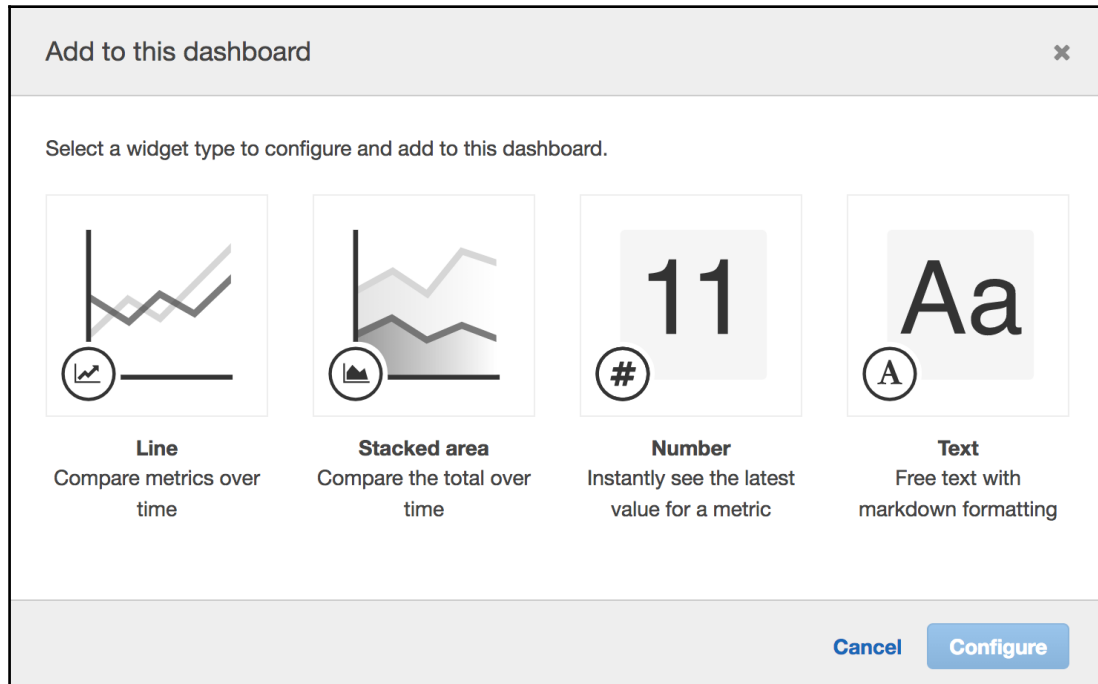 Add to this dashboard
Select a widget type to configure and add to this dashboard.
11
#
Aa
A
Line
Compare metrics over
time
Stacked area
Compare the total over
time
Number
Instantly see the latest
value for a metric
Text
Free text with
markdown formatting
Cancel
Configure